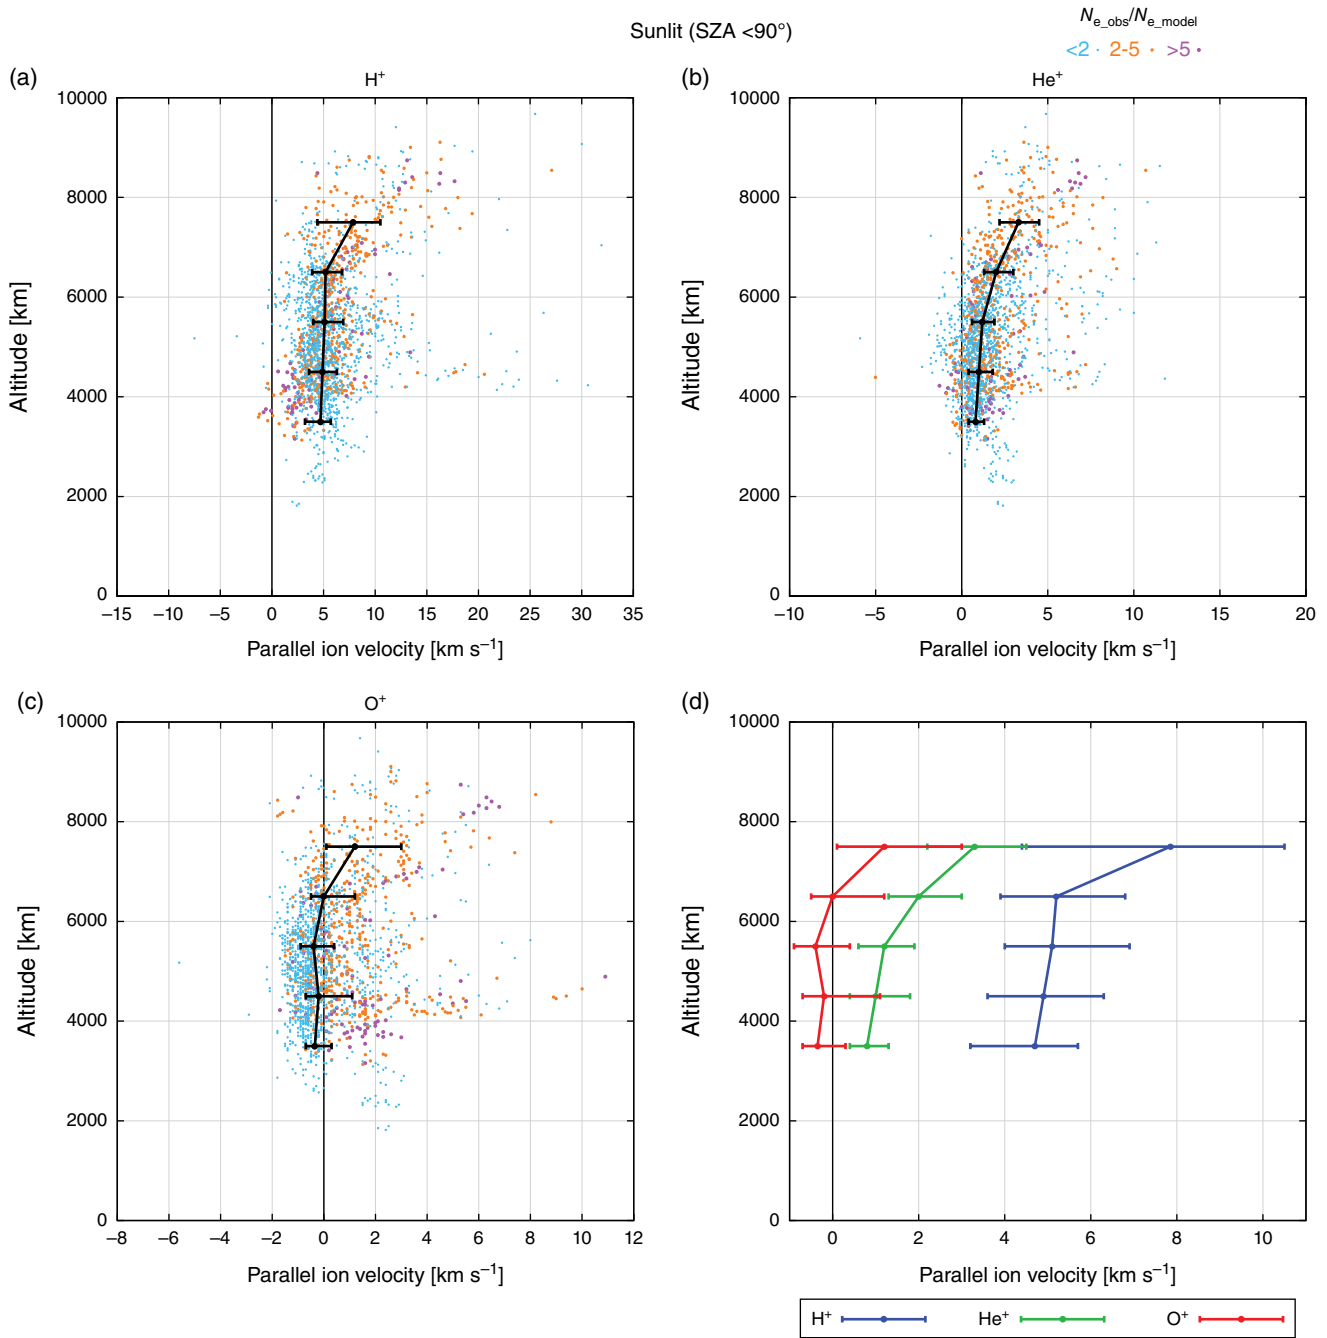 Sunlit (SZA <90°)
N_e_obs/N_e_model
<2 2-5 >5
(a)
H⁺
10000
8000
6000
4000
2000
0
Altitude [km]
−15 −10 −5 0 5 10 15 20 25 30 35
Parallel ion velocity [km s⁻¹]
(b)
He⁺
10000
8000
6000
4000
2000
0
Altitude [km]
−10 −5 0 5 10 15 20
Parallel ion velocity [km s⁻¹]
(c)
O⁺
10000
8000
6000
4000
2000
0
Altitude [km]
−8 −6 −4 −2 0 2 4 6 8 10 12
Parallel ion velocity [km s⁻¹]
(d)
10000
8000
6000
4000
2000
0
Altitude [km]
0 2 4 6 8 10
Parallel ion velocity [km s⁻¹]
H⁺ He⁺ O⁺